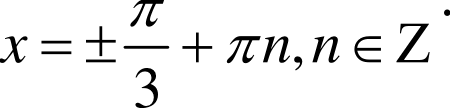 x = ±π/3 + πn, n ∈ Z.